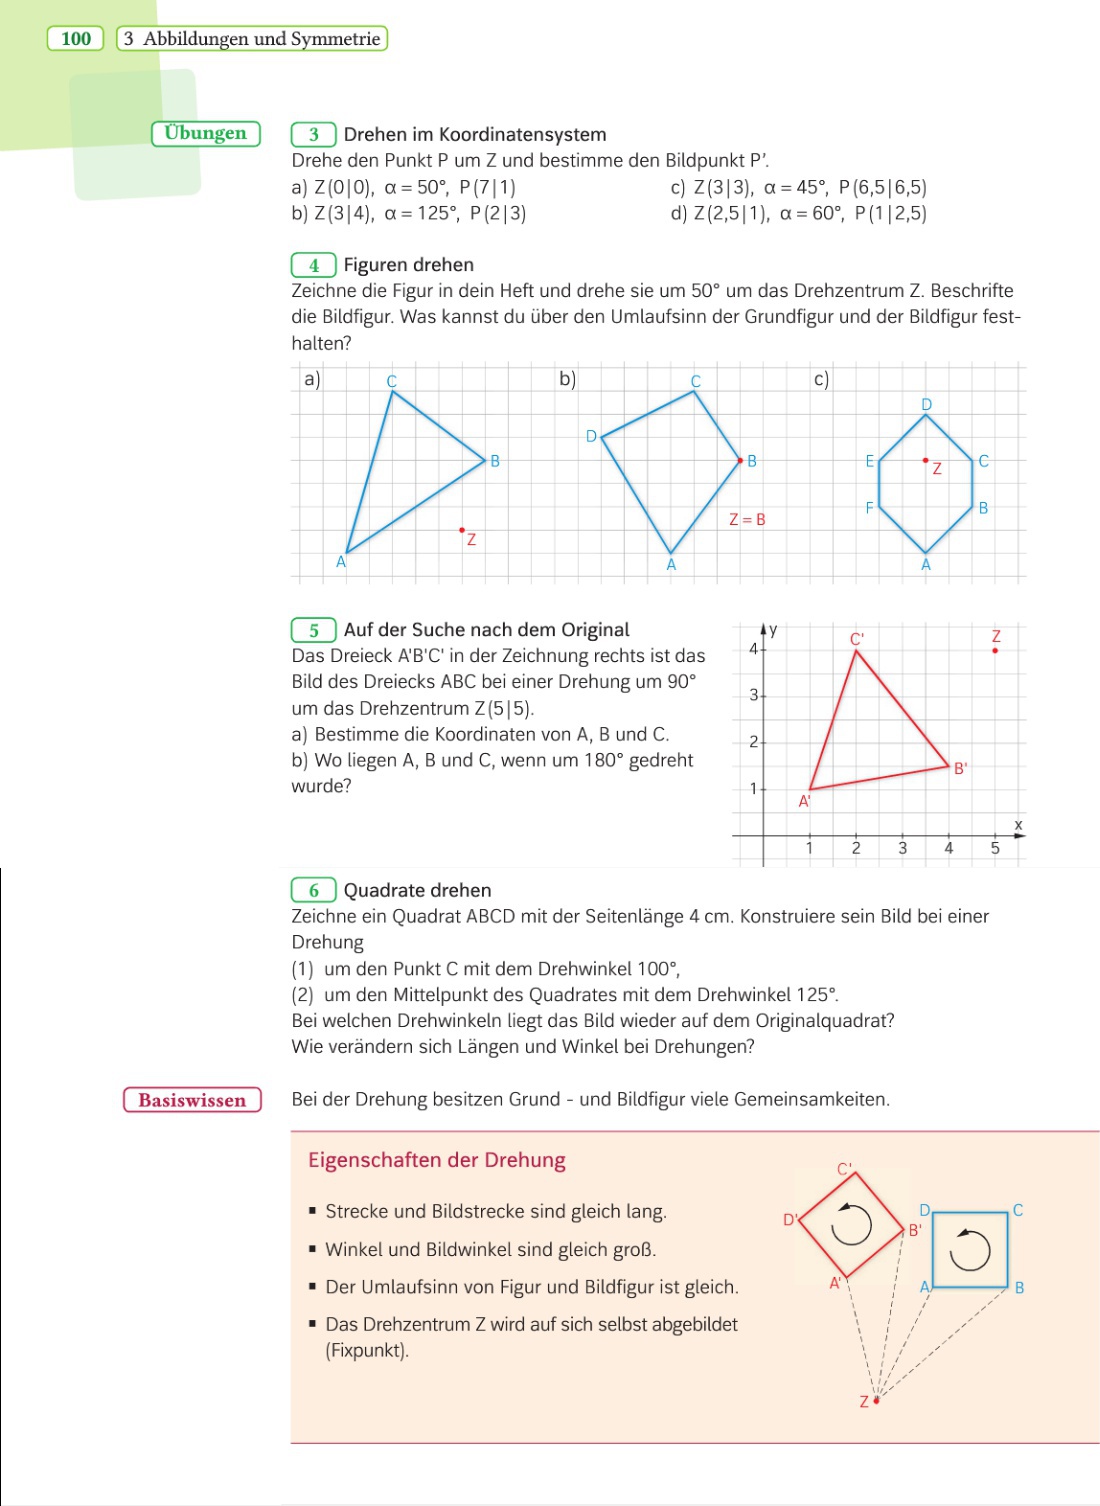 100 3 Abbildungen und Symmetrie
Übungen
3 Drehen im Koordinatensystem
Drehe den Punkt P um Z und bestimme den Bildpunkt P’.
a) Z(0|0), α = 50°, P(7|1)
c) Z(3|3), α = 45°, P(6,5|6,5)
b) Z(3|4), α = 125°, P(2|3)
d) Z(2,5|1), α = 60°, P(1|2,5)
4 Figuren drehen
Zeichne die Figur in dein Heft und drehe sie um 50° um das Drehzentrum Z. Beschrifte
die Bildfigur. Was kannst du über den Umlaufsinn der Grundfigur und der Bildfigur fest-
halten?
a)
C
B
Z
A
b)
C
D
B
Z = B
A
c)
D
E
Z
C
F
B
A
5 Auf der Suche nach dem Original
Das Dreieck A'B'C' in der Zeichnung rechts ist das
Bild des Dreiecks ABC bei einer Drehung um 90°
um das Drehzentrum Z(5|5).
a) Bestimme die Koordinaten von A, B und C.
b) Wo liegen A, B und C, wenn um 180° gedreht
wurde?
y
C'
Z
4
3
2
B'
1
A'
x
1 2 3 4 5
6 Quadrate drehen
Zeichne ein Quadrat ABCD mit der Seitenlänge 4 cm. Konstruiere sein Bild bei einer
Drehung
(1) um den Punkt C mit dem Drehwinkel 100°,
(2) um den Mittelpunkt des Quadrates mit dem Drehwinkel 125°.
Bei welchen Drehwinkeln liegt das Bild wieder auf dem Originalquadrat?
Wie verändern sich Längen und Winkel bei Drehungen?
Basiswissen
Bei der Drehung besitzen Grund - und Bildfigur viele Gemeinsamkeiten.
Eigenschaften der Drehung
▪ Strecke und Bildstrecke sind gleich lang.
▪ Winkel und Bildwinkel sind gleich groß.
▪ Der Umlaufsinn von Figur und Bildfigur ist gleich.
▪ Das Drehzentrum Z wird auf sich selbst abgebildet
(Fixpunkt).
C'
D'
B'
A'
D
C
A
B
Z